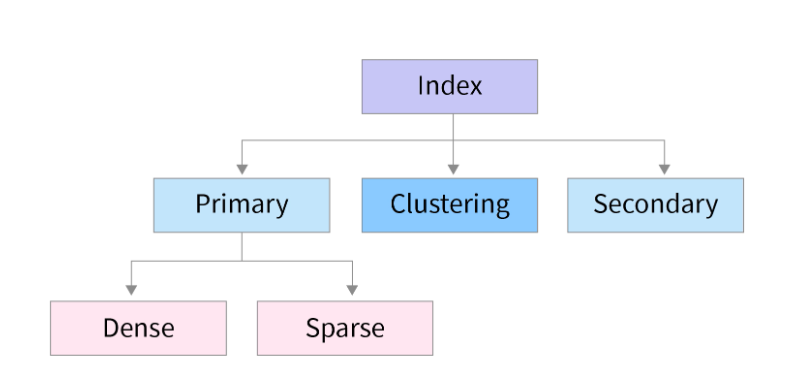 Index
Primary
Clustering
Secondary
Dense
Sparse